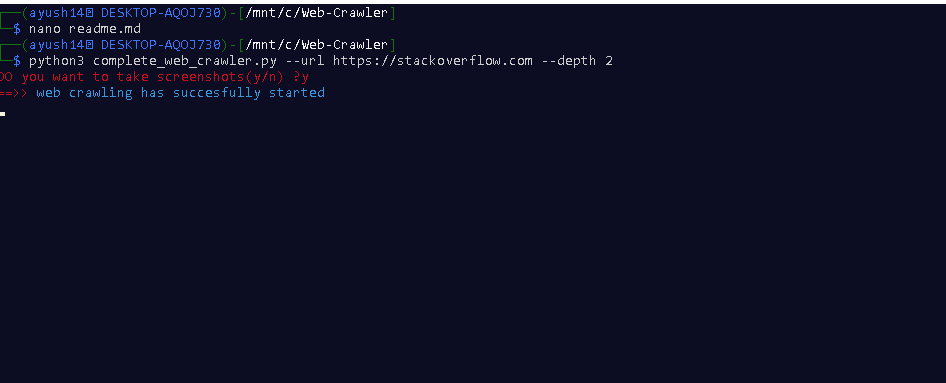 ┌──(ayush14㉿ DESKTOP-AQOJ730)-[/mnt/c/Web-Crawler]
└─$ nano readme.md
┌──(ayush14㉿ DESKTOP-AQOJ730)-[/mnt/c/Web-Crawler]
└─$ python3 complete_web_crawler.py --url https://stackoverflow.com --depth 2
DO you want to take screenshots(y/n) ?y
==>> web crawling has succesfully started